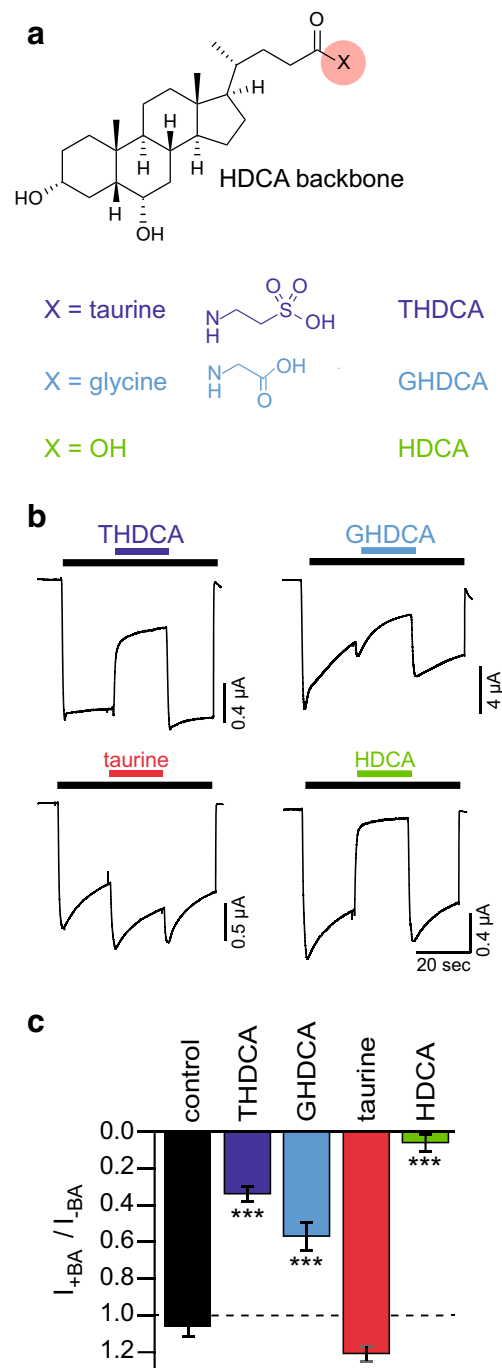 a
O
X
H
H
H
H
H
HO
OH
HDCA backbone
X = taurine
O O
S
N
H
OH
THDCA
X = glycine
N
H
OH
O
GHDCA
X = OH
HDCA
b
THDCA
GHDCA
0.4 µA
4 µA
taurine
HDCA
0.5 µA
0.4 µA
20 sec
c
control
THDCA
GHDCA
taurine
HDCA
I+BA / I-BA
0.0
0.2
0.4
0.6
0.8
1.0
1.2
***
***
***